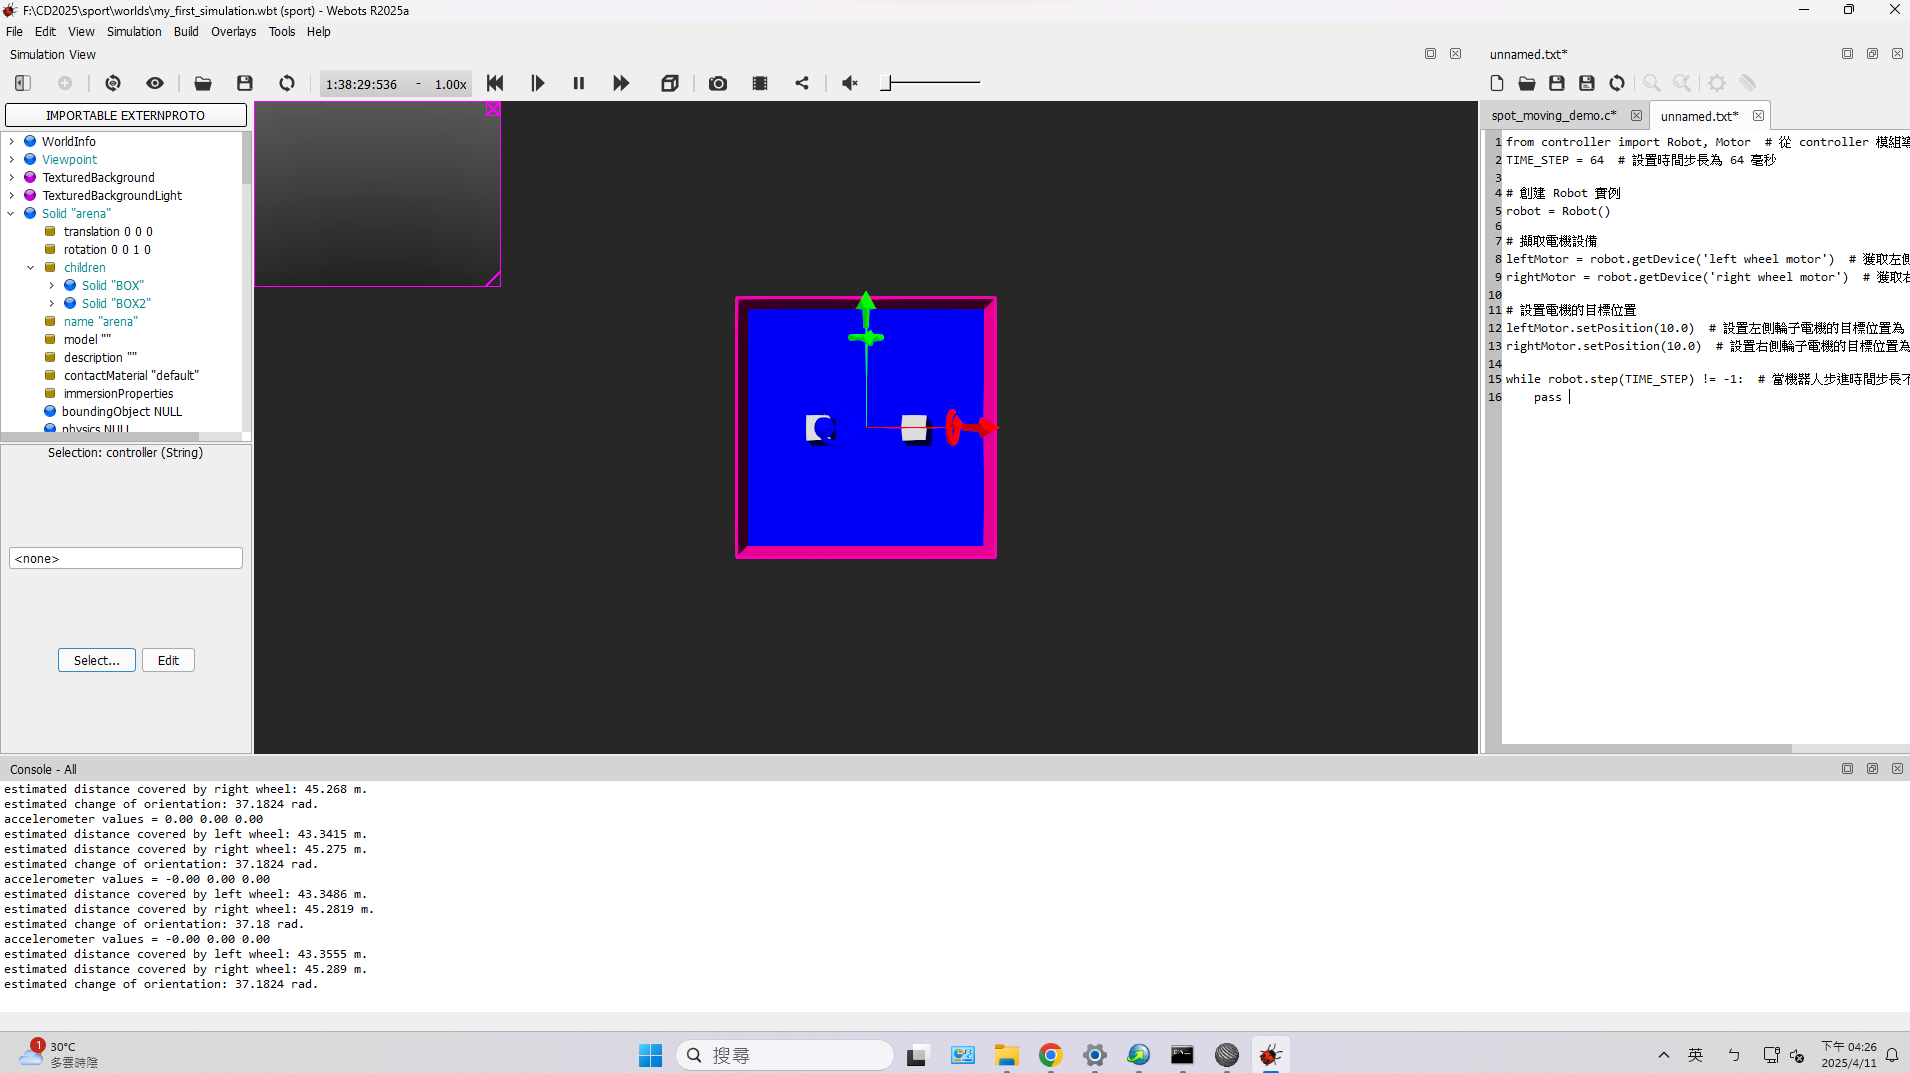 F:\CD2025\sport\worlds\my_first_simulation.wbt (sport) - Webots R2025a
File Edit View Simulation Build Overlays Tools Help
Simulation View
1:38:29:536 - 1.00x
IMPORTABLE EXTERNPROTO
WorldInfo
Viewpoint
TexturedBackground
TexturedBackgroundLight
Solid "arena"
translation 0 0 0
rotation 0 0 1 0
children
Solid "BOX"
Solid "BOX2"
name "arena"
model ""
description ""
contactMaterial "default"
immersionProperties
boundingObject NULL
physics NULL
Selection: controller (String)
<none>
Select... Edit
unnamed.txt*
spot_moving_demo.c* unnamed.txt*
1 from controller import Robot, Motor # 從 controller 模組
2 TIME_STEP = 64 # 設置時間步長為 64 毫秒
3
4 # 創建 Robot 實例
5 robot = Robot()
6
7 # 擷取電機設備
8 leftMotor = robot.getDevice('left wheel motor') # 獲取左側
9 rightMotor = robot.getDevice('right wheel motor') # 獲取右
10
11 # 設置電機的目標位置
12 leftMotor.setPosition(10.0) # 設置左側輪子電機的目標位置為
13 rightMotor.setPosition(10.0) # 設置右側輪子電機的目標位置為
14
15 while robot.step(TIME_STEP) != -1: # 當機器人步進時間步長不
16 pass
Console - All
estimated distance covered by right wheel: 45.268 m.
estimated change of orientation: 37.1824 rad.
accelerometer values = 0.00 0.00 0.00
estimated distance covered by left wheel: 43.3415 m.
estimated distance covered by right wheel: 45.275 m.
estimated change of orientation: 37.1824 rad.
accelerometer values = -0.00 0.00 0.00
estimated distance covered by left wheel: 43.3486 m.
estimated distance covered by right wheel: 45.2819 m.
estimated change of orientation: 37.18 rad.
accelerometer values = -0.00 0.00 0.00
estimated distance covered by left wheel: 43.3555 m.
estimated distance covered by right wheel: 45.289 m.
estimated change of orientation: 37.1824 rad.
1
30°C
多雲時陰
搜尋
英
ㄅ
下午 04:26
2025/4/11